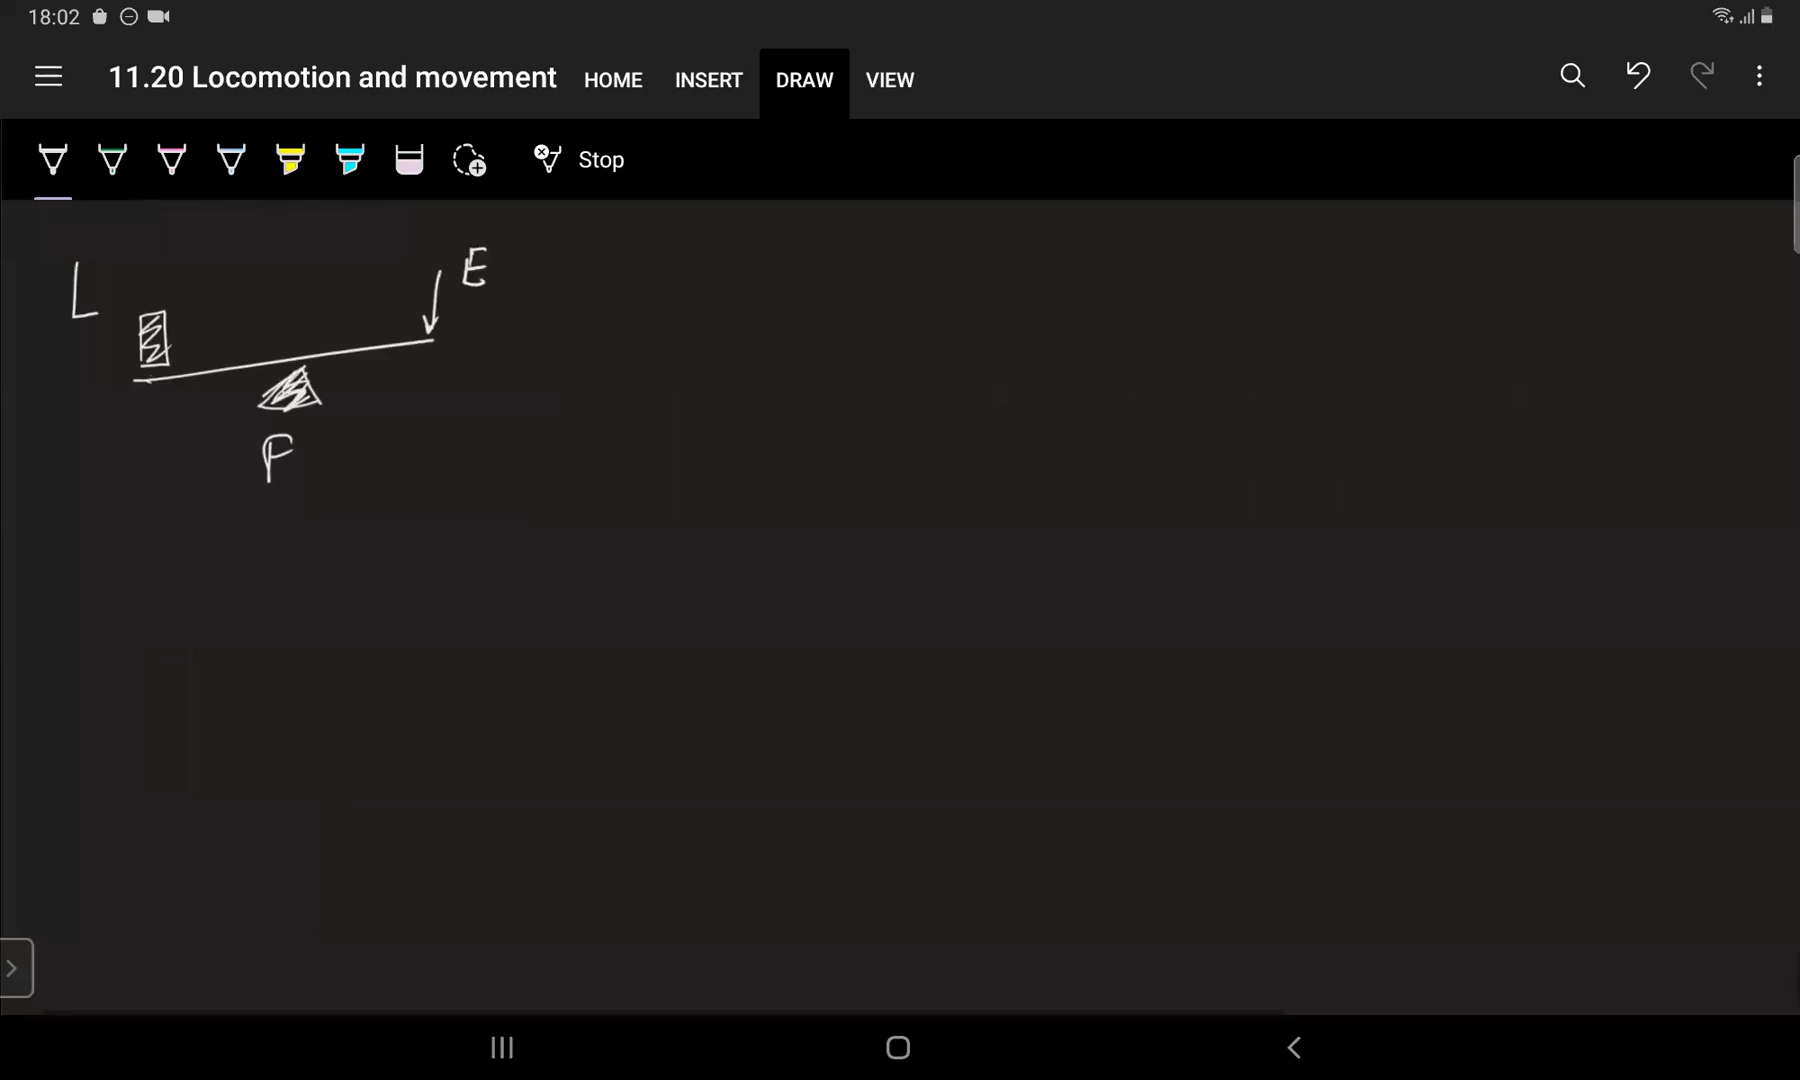 18:02
11.20 Locomotion and movement HOME INSERT DRAW VIEW
Stop
L E
F